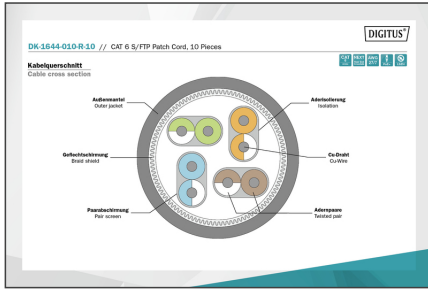 DIGITUS®
DK-1644-010-R-10 // CAT 6 S/FTP Patch Cord, 10 Pieces
Kabelquerschnitt
Cable cross section
Außenmantel
Outer jacket
Aderisolierung
Isolation
Geflechtschirmung
Braid shield
Cu-Draht
Cu-Wire
Paarabschirmung
Pair screen
Adernpaare
Twisted pair